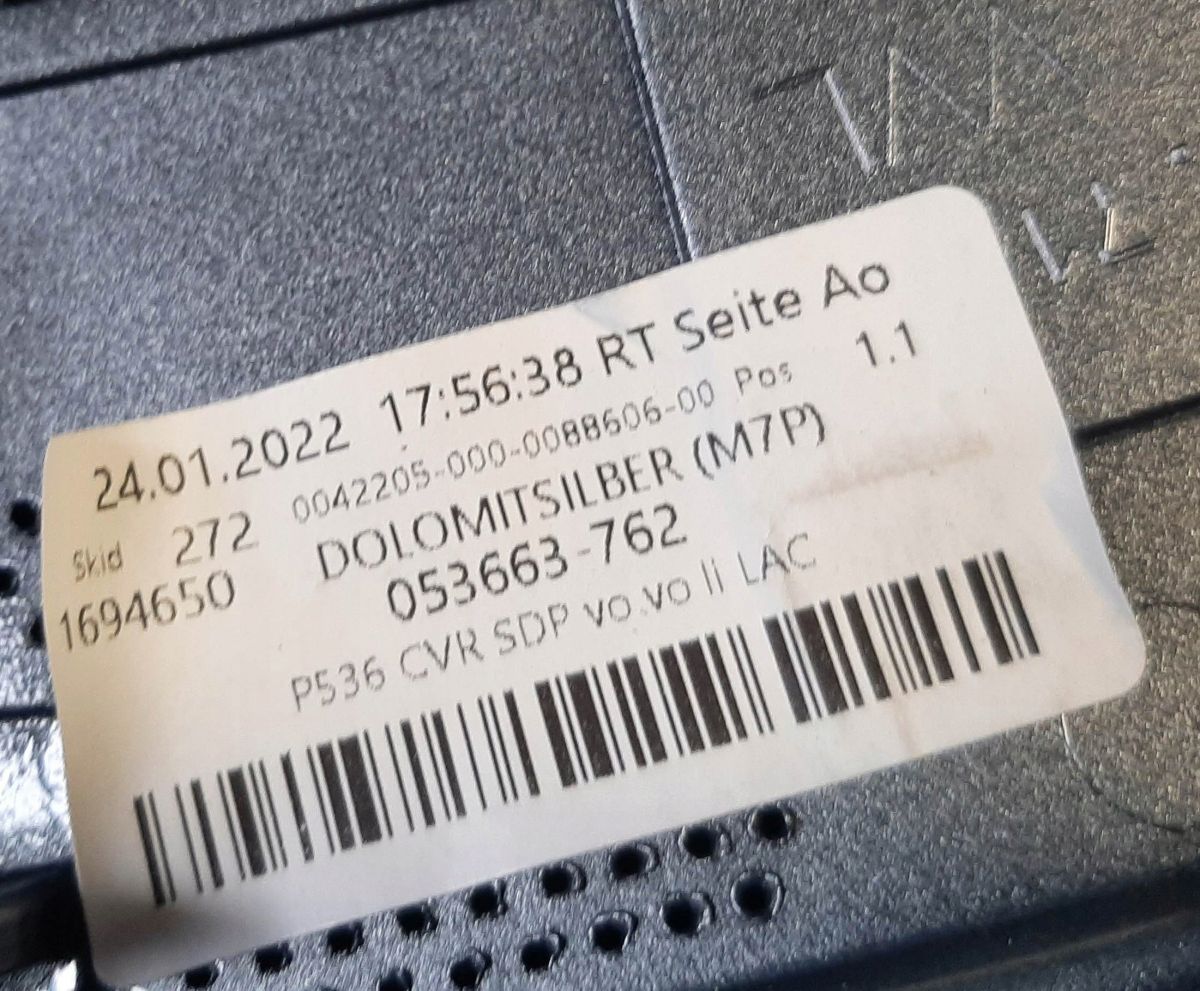 24.01.2022 17:56:38 RT Seite Ao
0042205-000-0088606-00 Pos 1.1
Skid 272 DOLOMITSILBER (M7P)
1694650 053663-762
P536 CVR SDP vo.vo li LAC